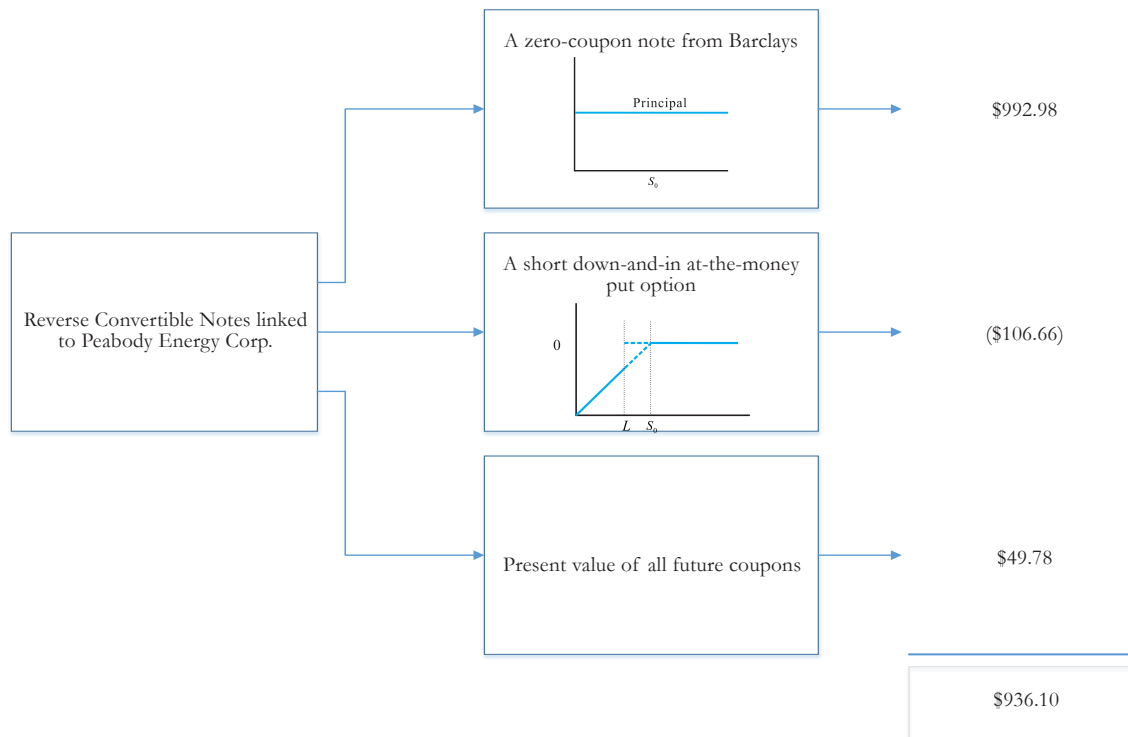 A zero-coupon note from Barclays
Principal
S₀
$992.98
Reverse Convertible Notes linked
to Peabody Energy Corp.
A short down-and-in at-the-money
put option
0
L S₀
($106.66)
Present value of all future coupons
$49.78
$936.10